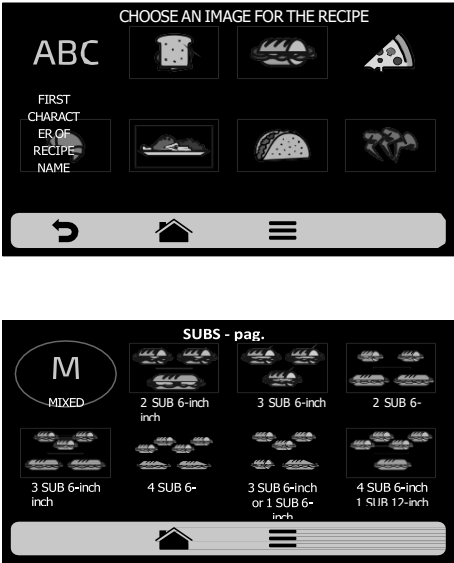 CHOOSE AN IMAGE FOR THE RECIPE
ABC
FIRST
CHARACT
ER OF
RECIPE
NAME
SUBS - pag.
M
MIXED
2 SUB 6-inch
inch
3 SUB 6-inch
2 SUB 6-
3 SUB 6-inch
inch
4 SUB 6-
3 SUB 6-inch
or 1 SUB 6-
inch
4 SUB 6-inch
1 SUB 12-inch